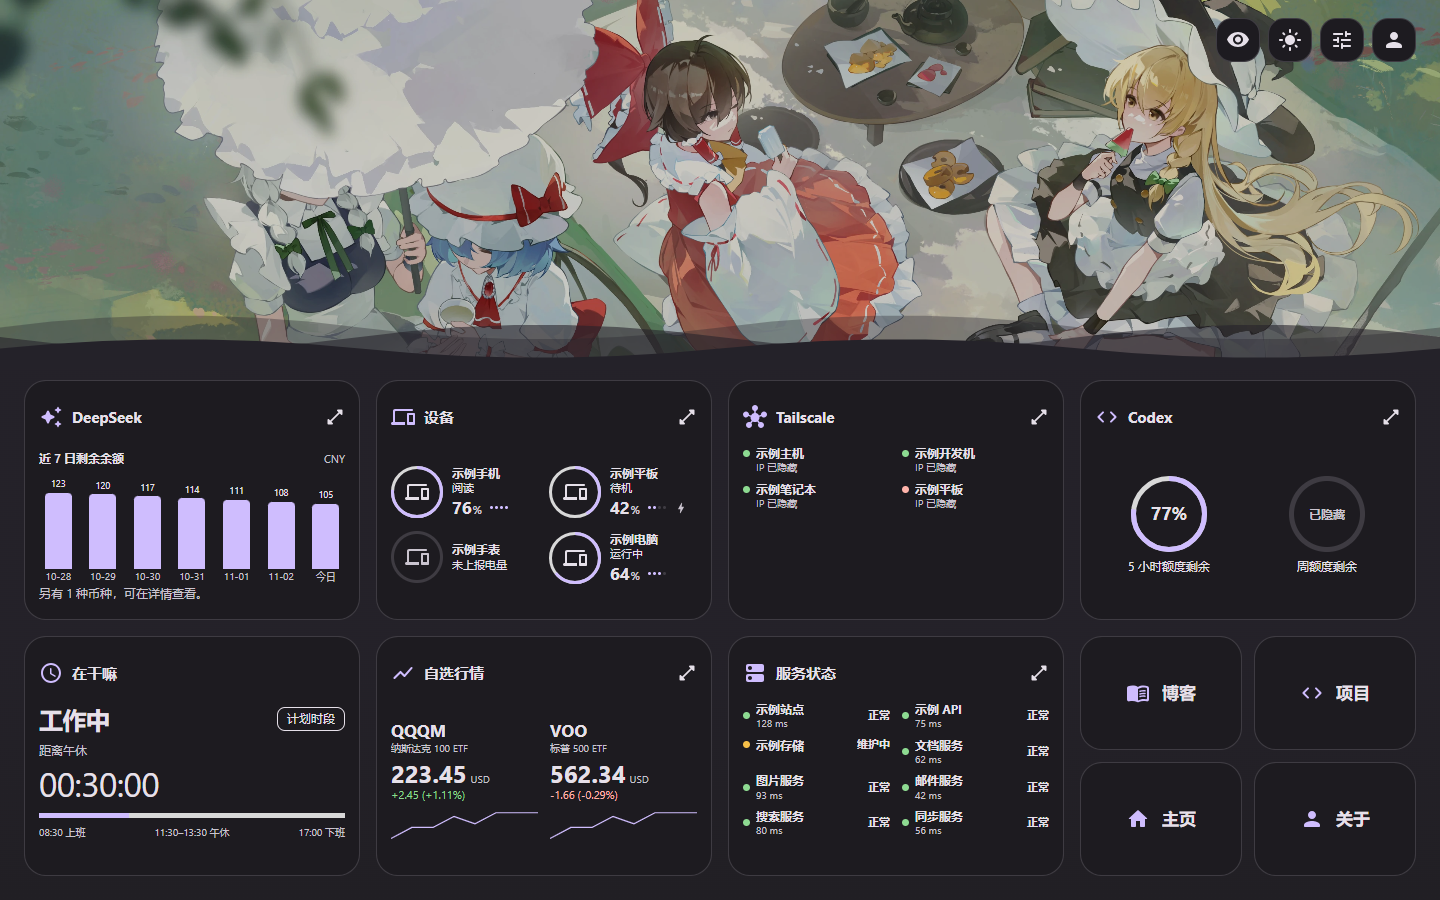 DeepSeek
近 7 日剩余余额
CNY
123 120 117 114 111 108 105
10-28 10-29 10-30 10-31 11-01 11-02 今日
另有 1 种币种，可在详情查看。
设备
示例手机
阅读
76%
示例平板
待机
42%
示例手表
未上报电量
示例电脑
运行中
64%
Tailscale
示例主机
IP 已隐藏
示例开发机
IP 已隐藏
示例笔记本
IP 已隐藏
示例平板
IP 已隐藏
Codex
77%
5 小时额度剩余
已隐藏
周额度剩余
在干嘛
工作中
计划时段
距离午休
00:30:00
08:30 上班
11:30–13:30 午休
17:00 下班
自选行情
QQQM
纳斯达克 100 ETF
223.45 USD
+2.45 (+1.11%)
VOO
标普 500 ETF
562.34 USD
-1.66 (-0.29%)
服务状态
示例站点
128 ms
正常
示例 API
75 ms
正常
示例存储
维护中
文档服务
62 ms
正常
图片服务
93 ms
正常
邮件服务
42 ms
正常
搜索服务
80 ms
正常
同步服务
56 ms
正常
博客
项目
主页
关于